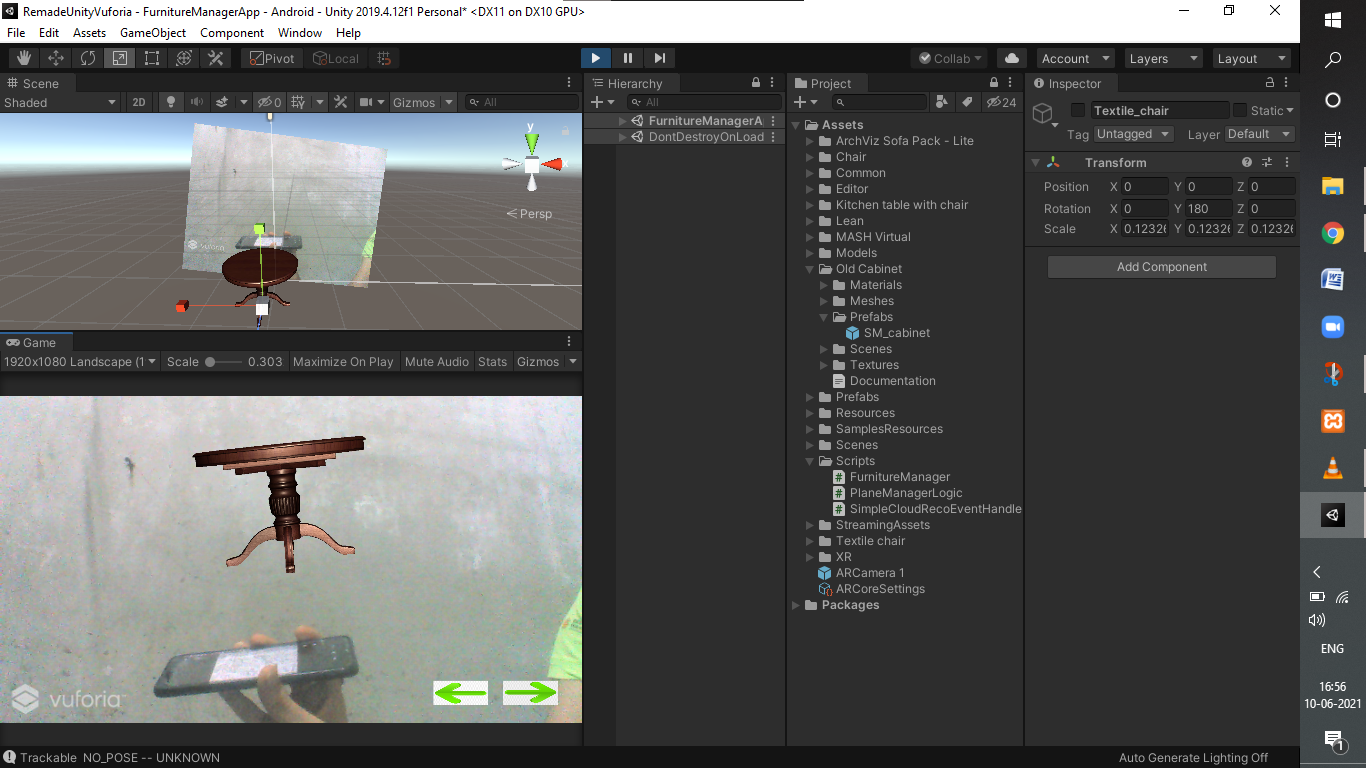 RemadeUnityVuforia - FurnitureManagerApp - Android - Unity 2019.4.12f1 Personal* <DX11 on DX10 GPU>
File Edit Assets GameObject Component Window Help
Pivot Local Collab Account Layers Layout
Scene
Shaded 2D 0 Gizmos All
y
Persp
Game
1920x1080 Landscape (1 Scale 0.303 Maximize On Play Mute Audio Stats Gizmos
vuforia
Hierarchy
All
FurnitureManagerA
DontDestroyOnLoad
Project
24
Assets
ArchViz Sofa Pack - Lite
Chair
Common
Editor
Kitchen table with chair
Lean
MASH Virtual
Models
Old Cabinet
Materials
Meshes
Prefabs
SM_cabinet
Scenes
Textures
Documentation
Prefabs
Resources
SamplesResources
Scenes
Scripts
FurnitureManager
PlaneManagerLogic
SimpleCloudRecoEventHandle
StreamingAssets
Textile chair
XR
ARCamera 1
ARCoreSettings
Packages
Inspector
Textile_chair Static
Tag Untagged Layer Default
Transform
Position X 0 Y 0 Z 0
Rotation X 0 Y 180 Z 0
Scale X 0.12326 Y 0.12326 Z 0.12326
Add Component
Trackable NO_POSE -- UNKNOWN
Auto Generate Lighting Off
ENG
16:56
10-06-2021
1